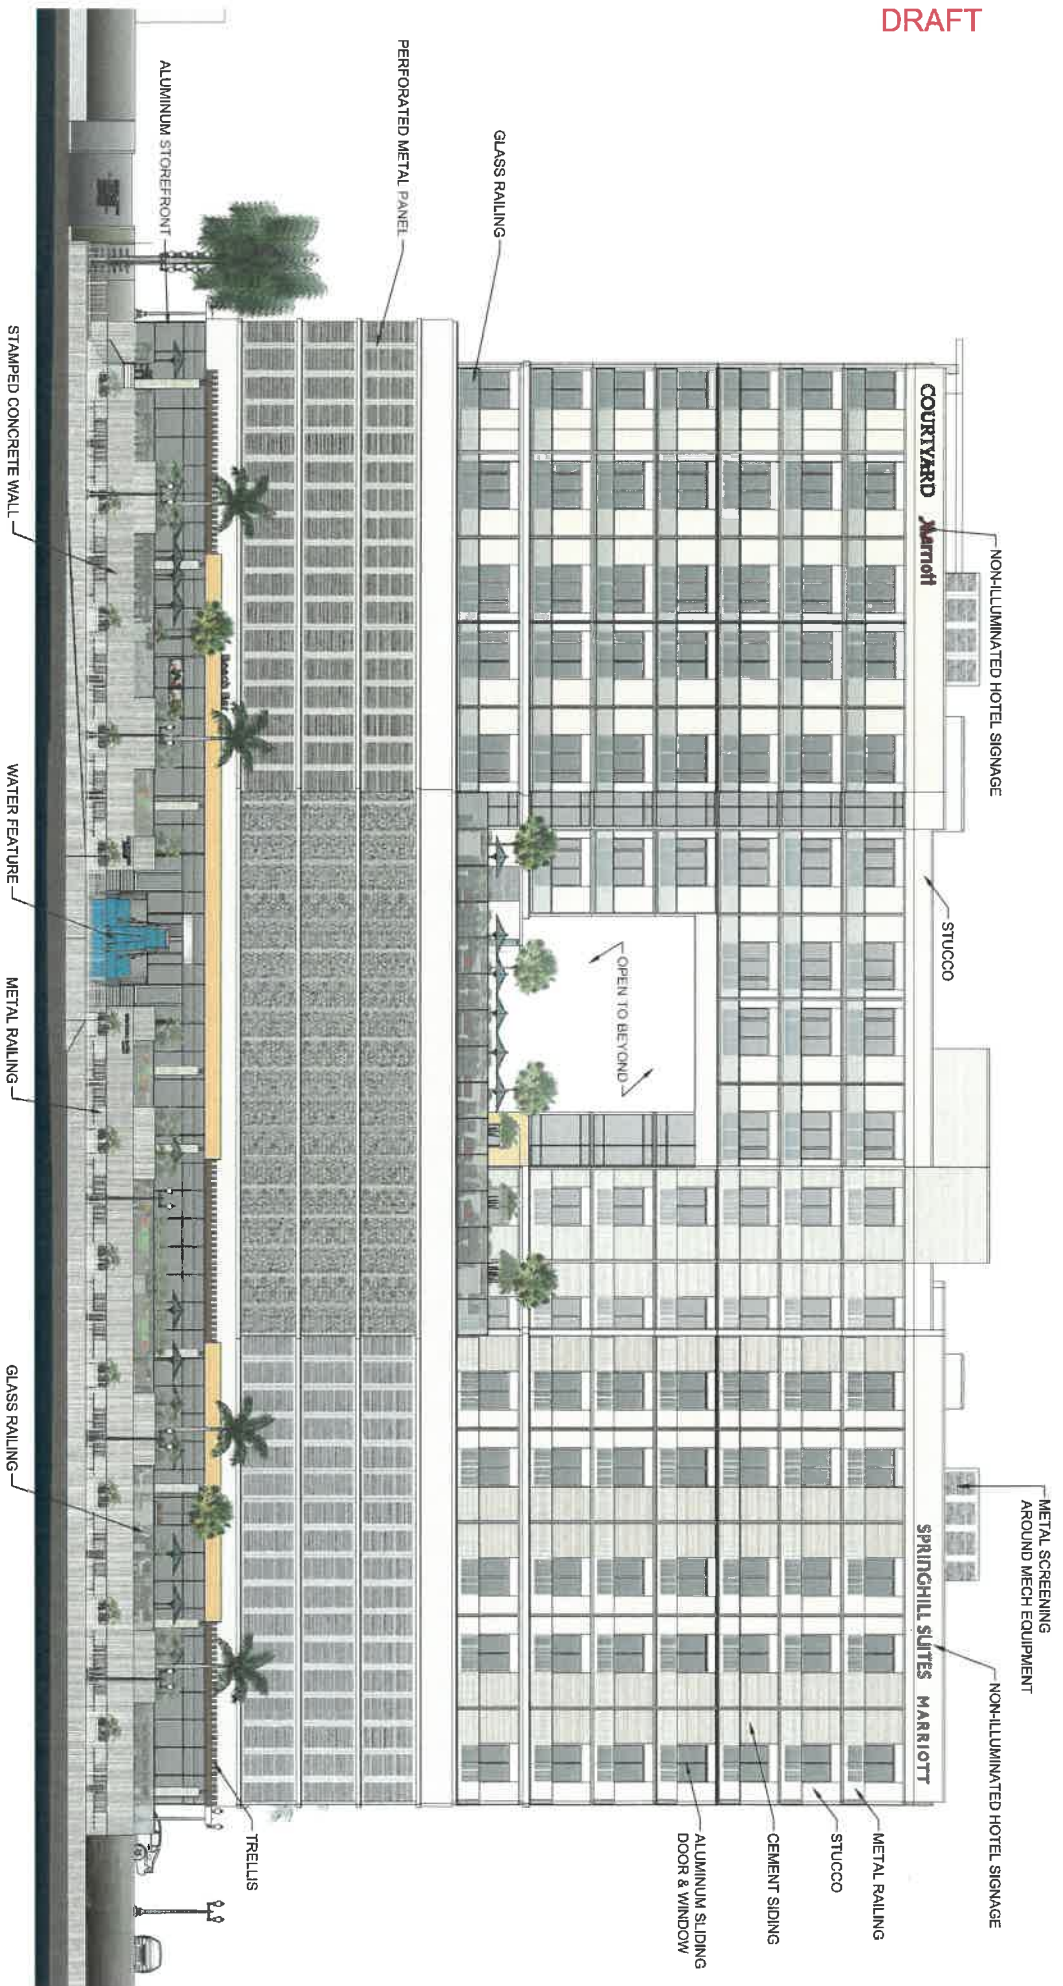 DRAFT
METAL SCREENING
AROUND MECH EQUIPMENT
NON-ILLUMINATED HOTEL SIGNAGE
NON-ILLUMINATED HOTEL SIGNAGE
STUCCO
COURTYARD Marriott
SPRINGHILL SUITES MARRIOTT
METAL RAILING
STUCCO
CEMENT SIDING
ALUMINUM SLIDING
DOOR & WINDOW
OPEN TO BEYOND
GLASS RAILING
PERFORATED METAL PANEL
TRELLIS
ALUMINUM STOREFRONT
STAMPED CONCRETE WALL
WATER FEATURE
METAL RAILING
GLASS RAILING